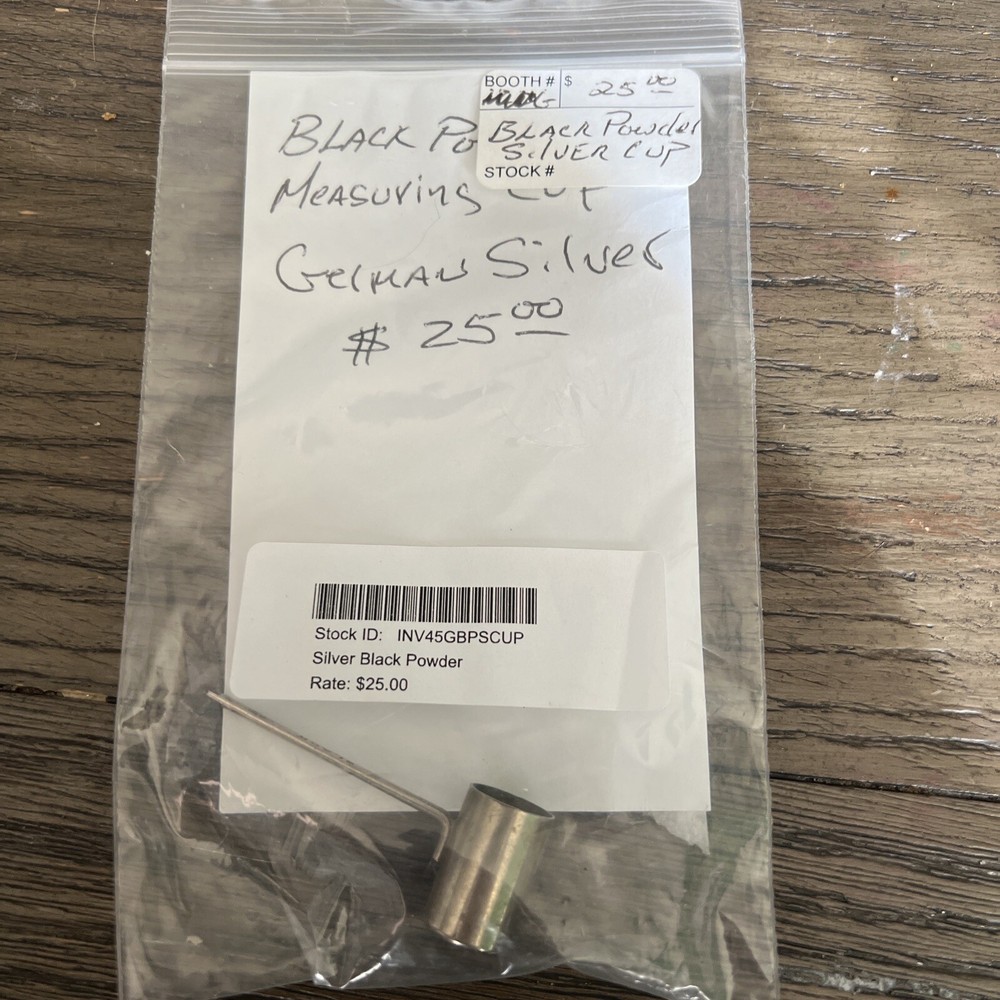 BOOTH # $ 25 00
BLACK POWDER
SILVER CUP
STOCK #
BLACK PO
MEASURING CUP
GERMAN SILVER
$ 25 00
Stock ID: INV45GBPSCUP
Silver Black Powder
Rate: $25.00